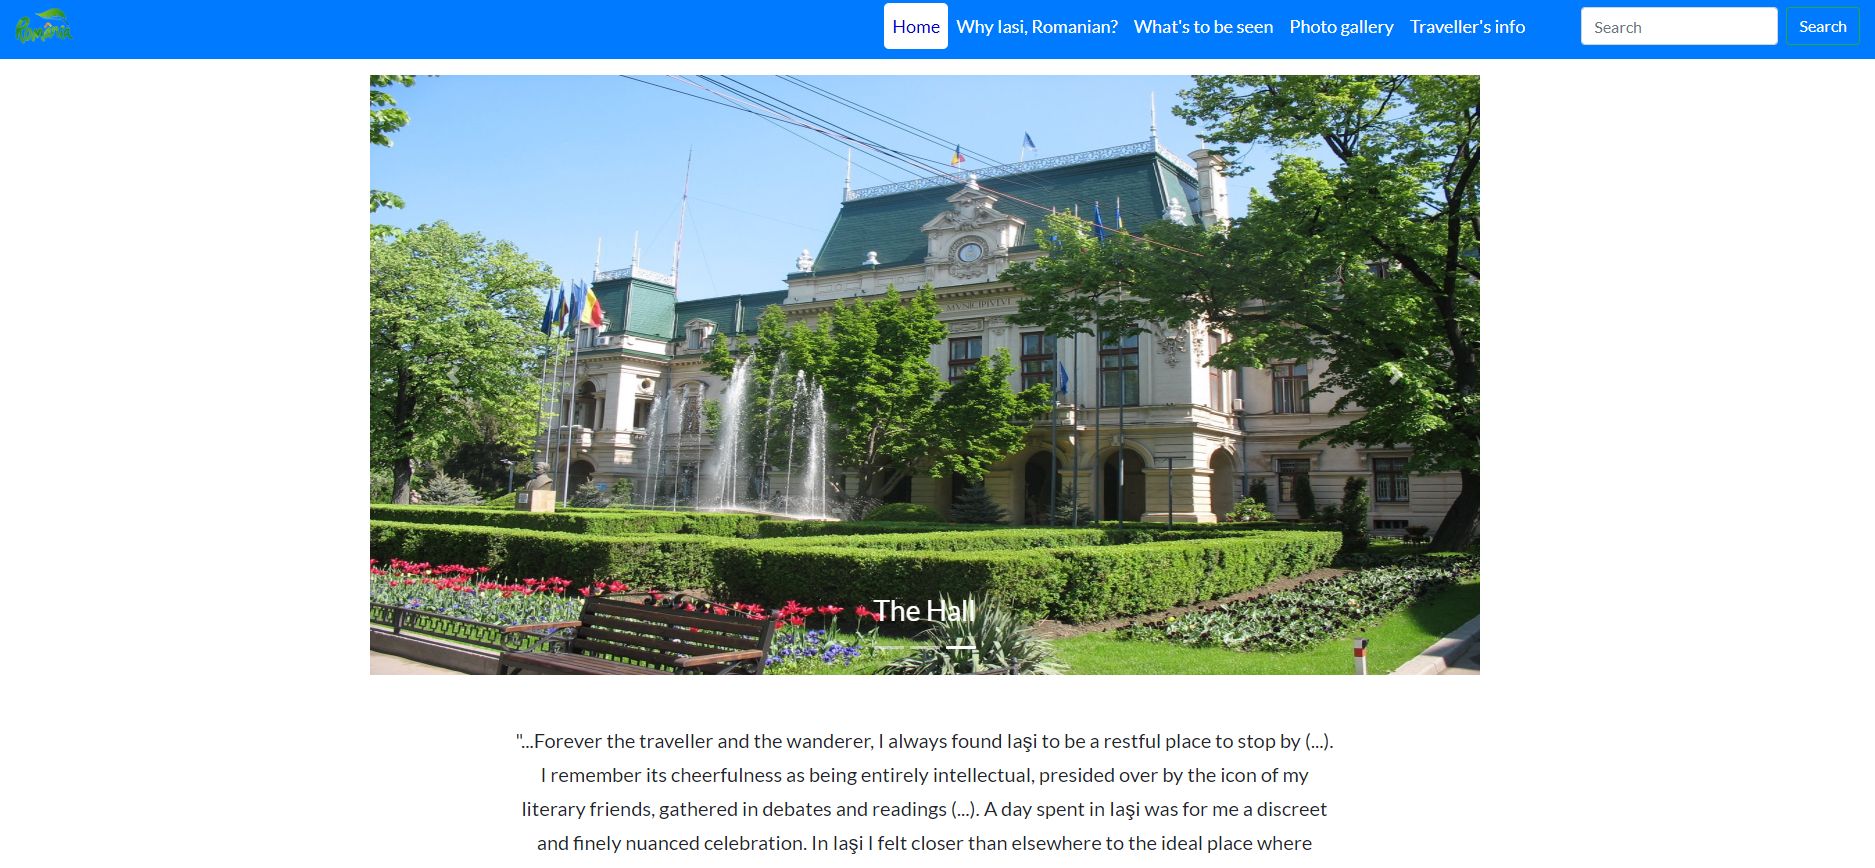 România
Home Why Iasi, Romanian? What's to be seen Photo gallery Traveller's info Search Search
MVNICIPIVLVI
The Hall
"...Forever the traveller and the wanderer, I always found Iaşi to be a restful place to stop by (...).
I remember its cheerfulness as being entirely intellectual, presided over by the icon of my
literary friends, gathered in debates and readings (...). A day spent in Iaşi was for me a discreet
and finely nuanced celebration. In Iaşi I felt closer than elsewhere to the ideal place where